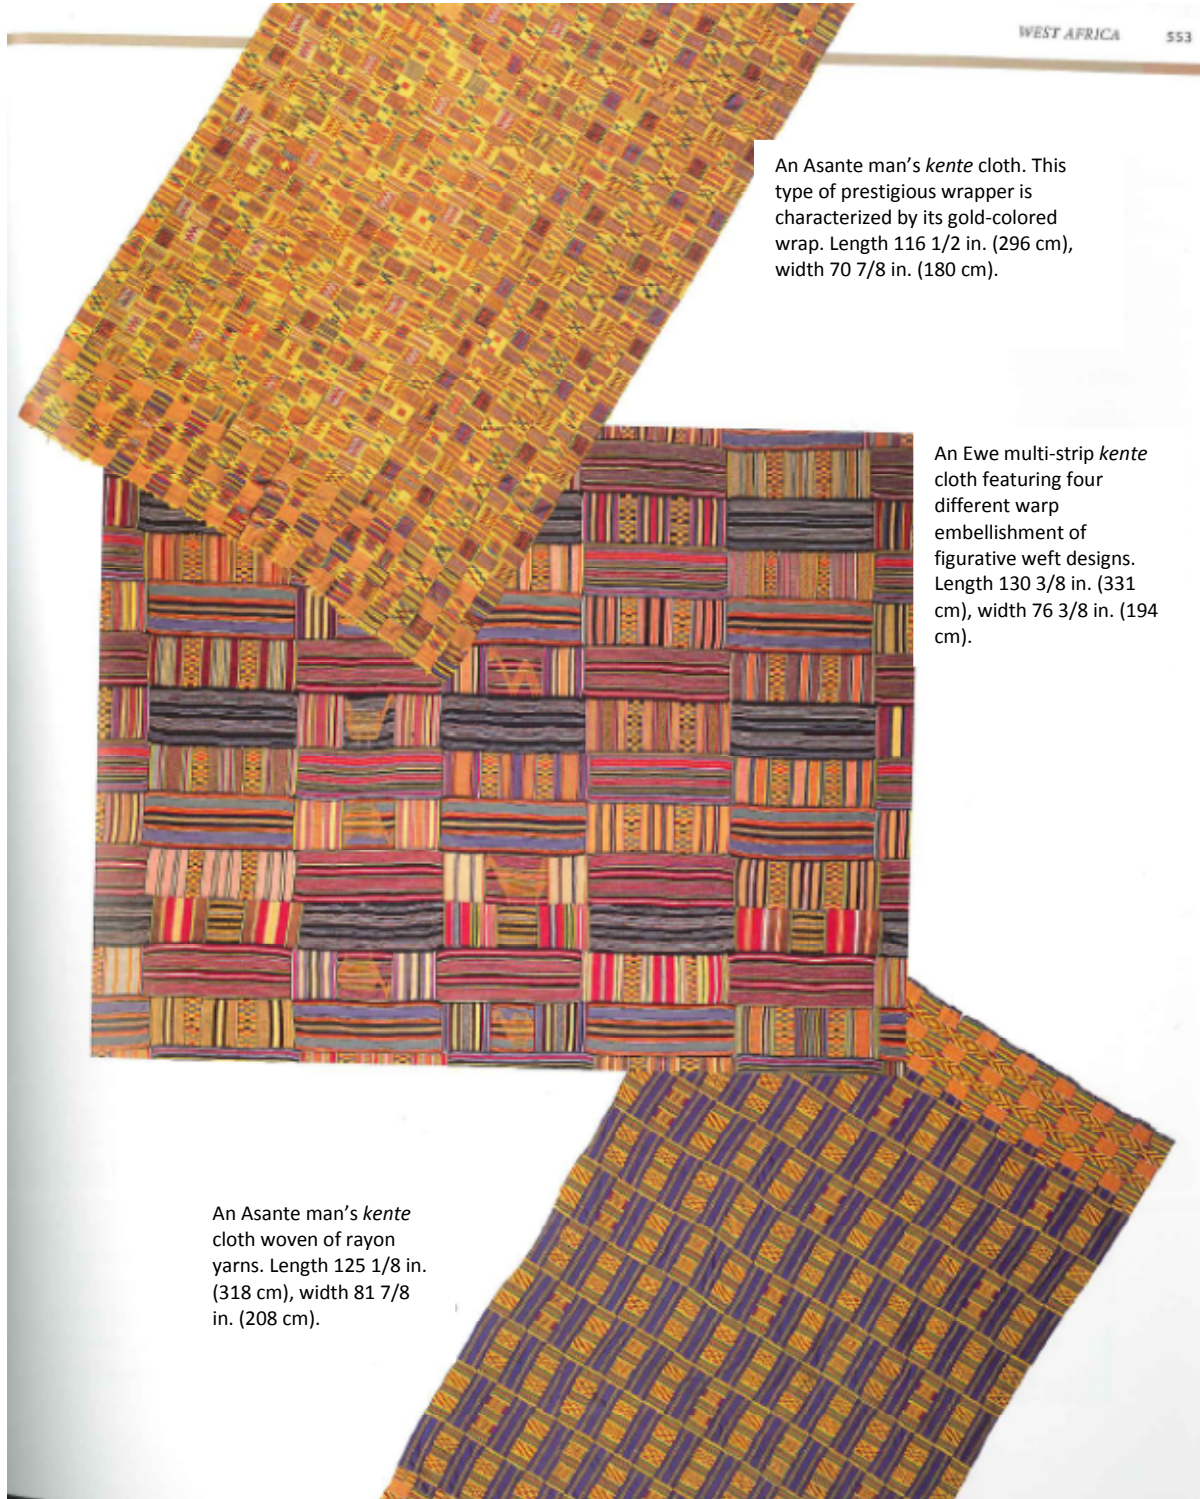 WEST AFRICA 553
An Asante man’s kente cloth. This
type of prestigious wrapper is
characterized by its gold-colored
wrap. Length 116 1/2 in. (296 cm),
width 70 7/8 in. (180 cm).
An Ewe multi-strip kente
cloth featuring four
different warp
embellishment of
figurative weft designs.
Length 130 3/8 in. (331
cm), width 76 3/8 in. (194
cm).
An Asante man’s kente
cloth woven of rayon
yarns. Length 125 1/8 in.
(318 cm), width 81 7/8
in. (208 cm).